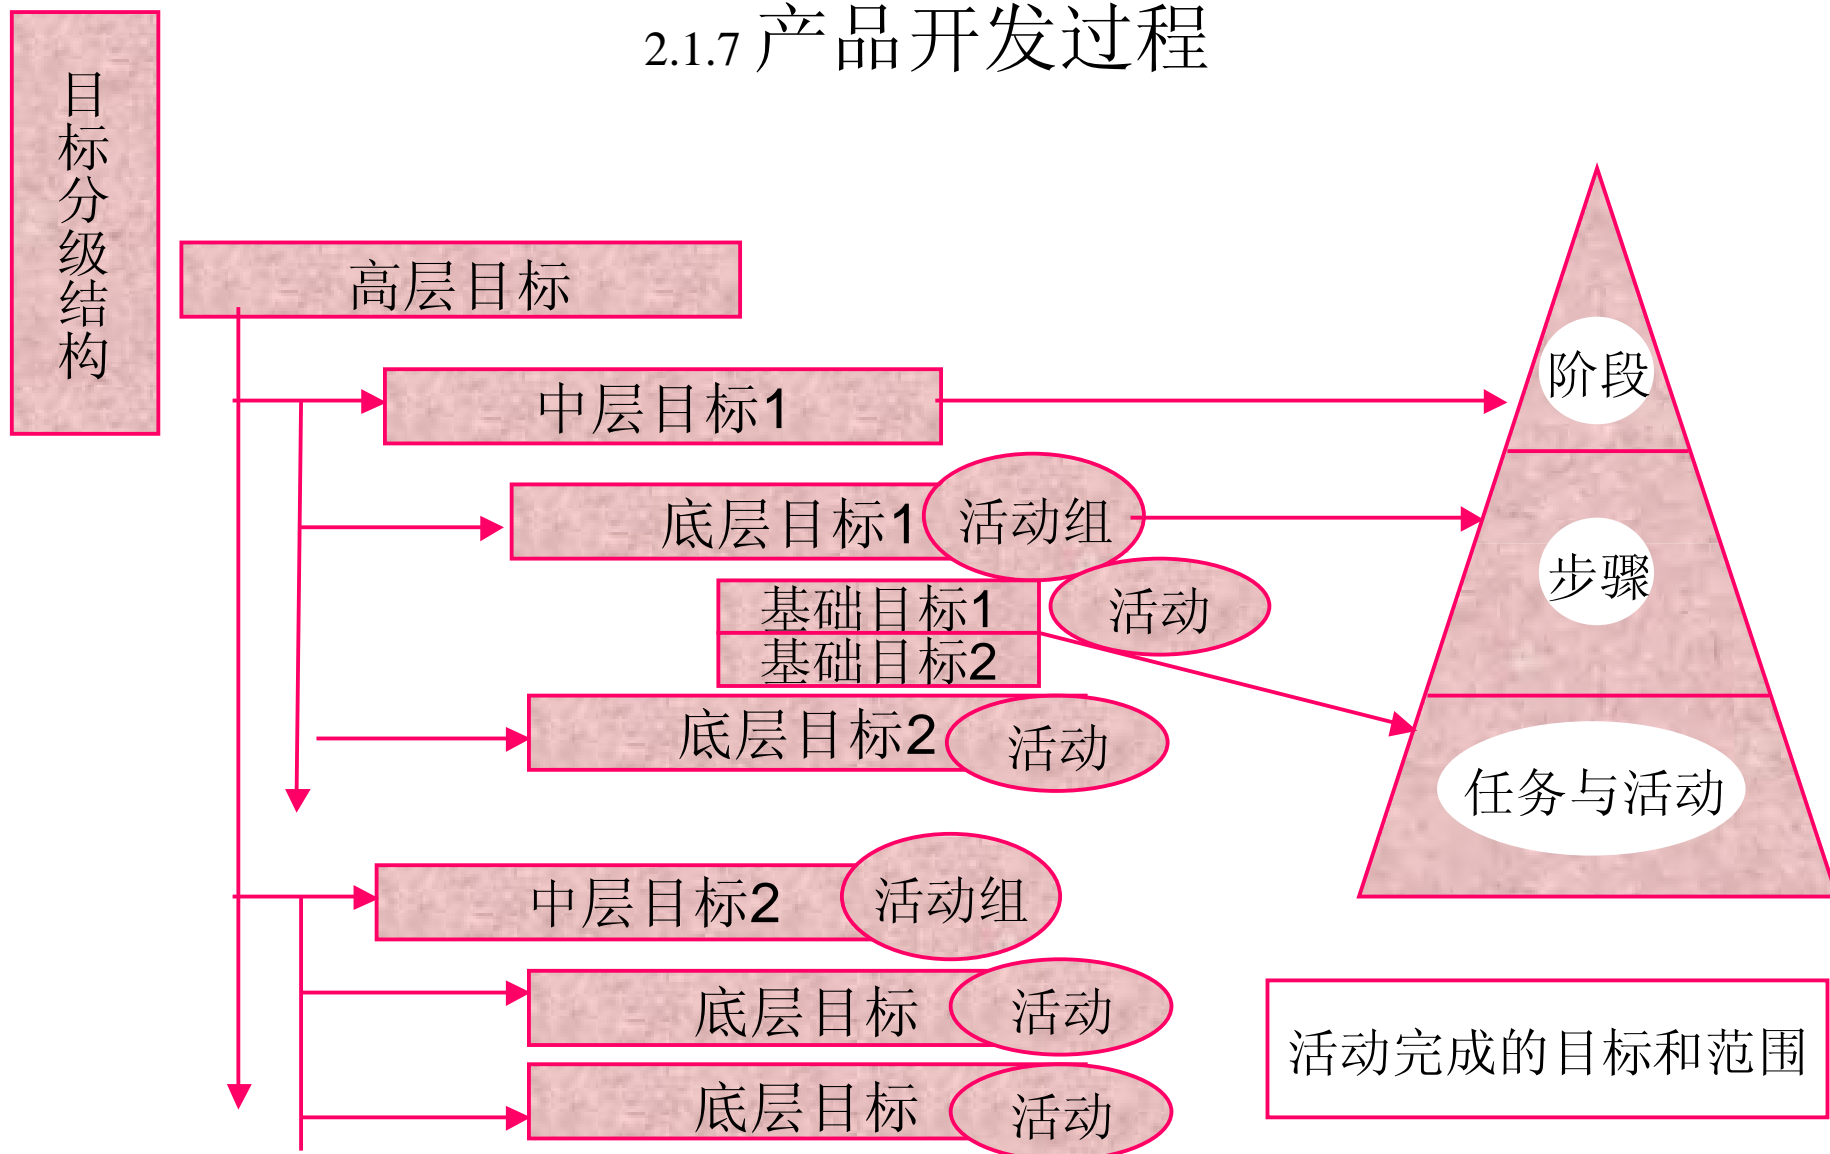 2.1.7产品开发过程
目标分级结构
高层目标
中层目标1
阶段
底层目标1
活动组
步骤
基础目标1
活动
基础目标2
底层目标2
活动
任务与活动
中层目标2
活动组
底层目标
活动
活动完成的目标和范围
底层目标
活动